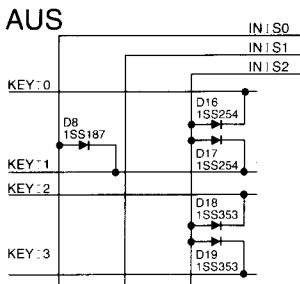 AUS
INIS0
INIS1
INIS2
KEY:0
D8
1SS187
D16
1SS254
D17
1SS254
KEY:1
KEY:2
D18
1SS353
D19
1SS353
KEY:3